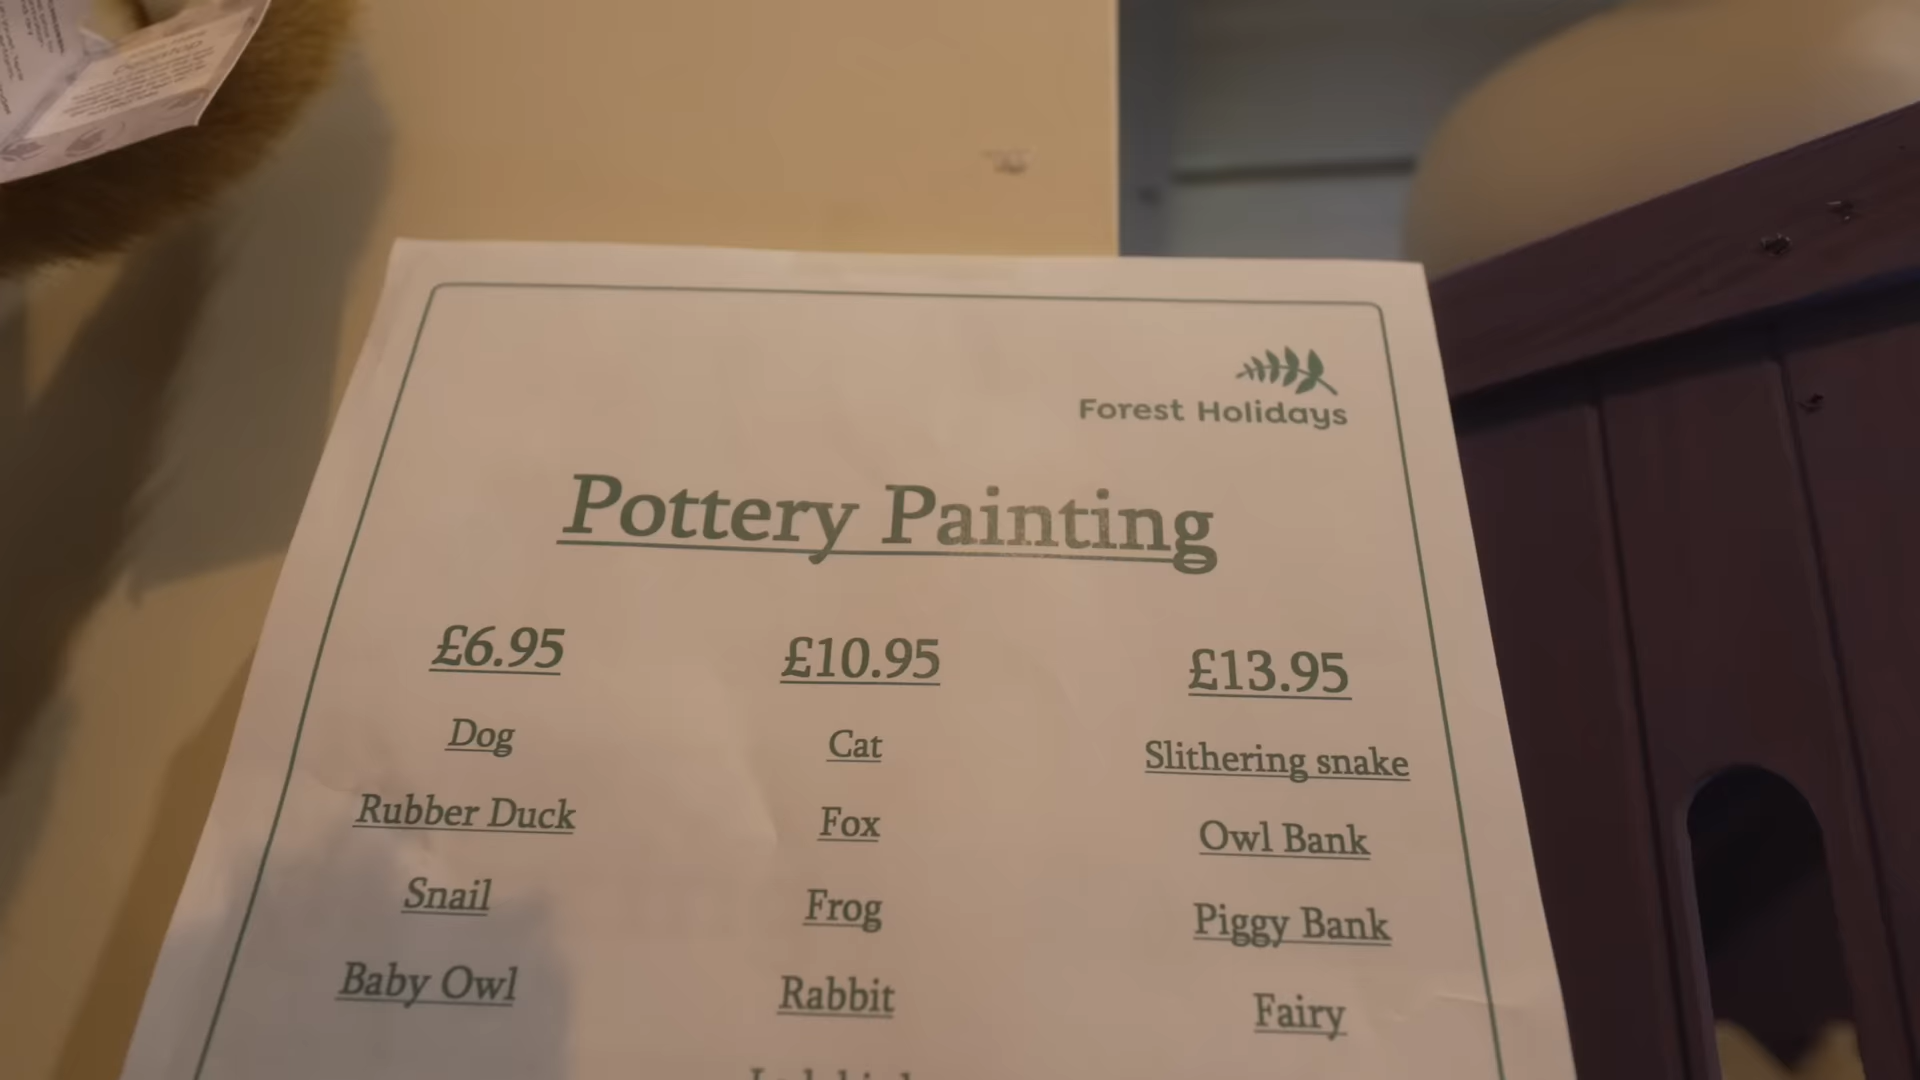 Forest Holidays
Pottery Painting
£6.95
Dog
Rubber Duck
Snail
Baby Owl
£10.95
Cat
Fox
Frog
Rabbit
£13.95
Slithering snake
Owl Bank
Piggy Bank
Fairy